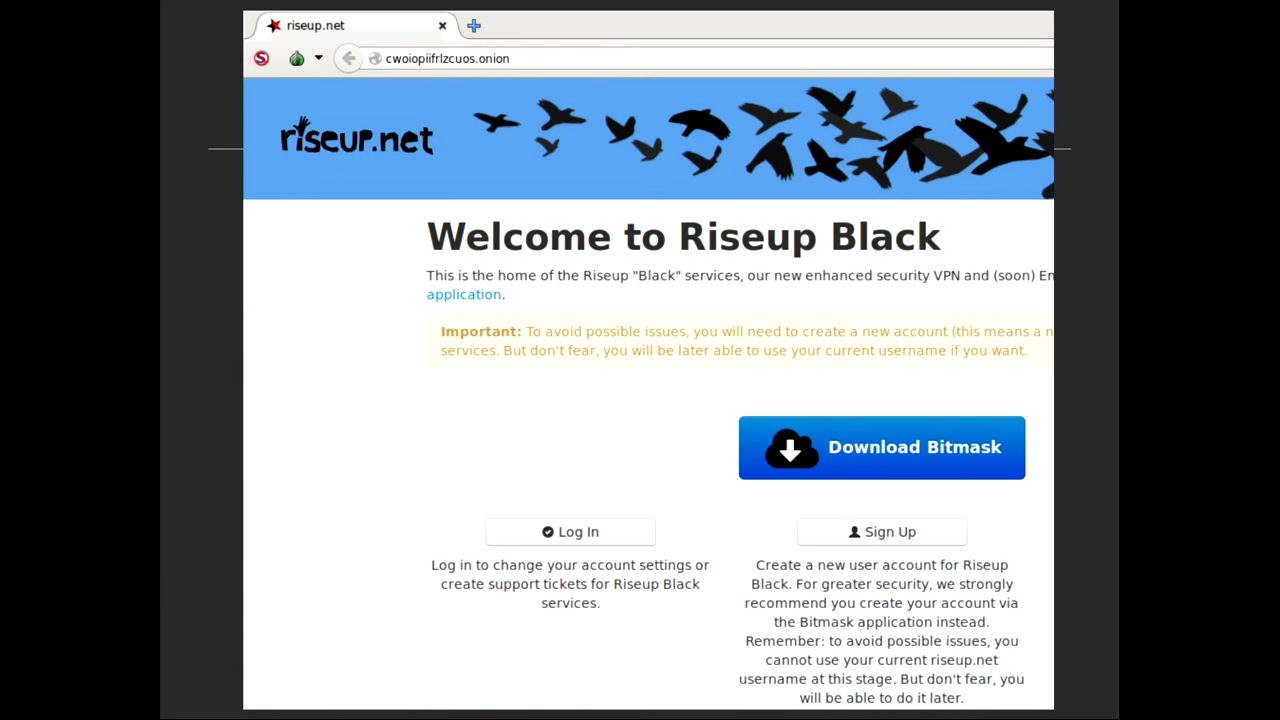 riseup.net
cwoiopiifrlzcuos.onion
riseup.net
Welcome to Riseup Black
This is the home of the Riseup "Black" services, our new enhanced security VPN and (soon)
application.
Important: To avoid possible issues, you will need to create a new account (this means a
services. But don't fear, you will be later able to use your current username if you want.
Download Bitmask
Log In
Log in to change your account settings or
create support tickets for Riseup Black
services.
Sign Up
Create a new user account for Riseup
Black. For greater security, we strongly
recommend you create your account via
the Bitmask application instead.
Remember: to avoid possible issues, you
cannot use your current riseup.net
username at this stage. But don't fear, you
will be able to do it later.